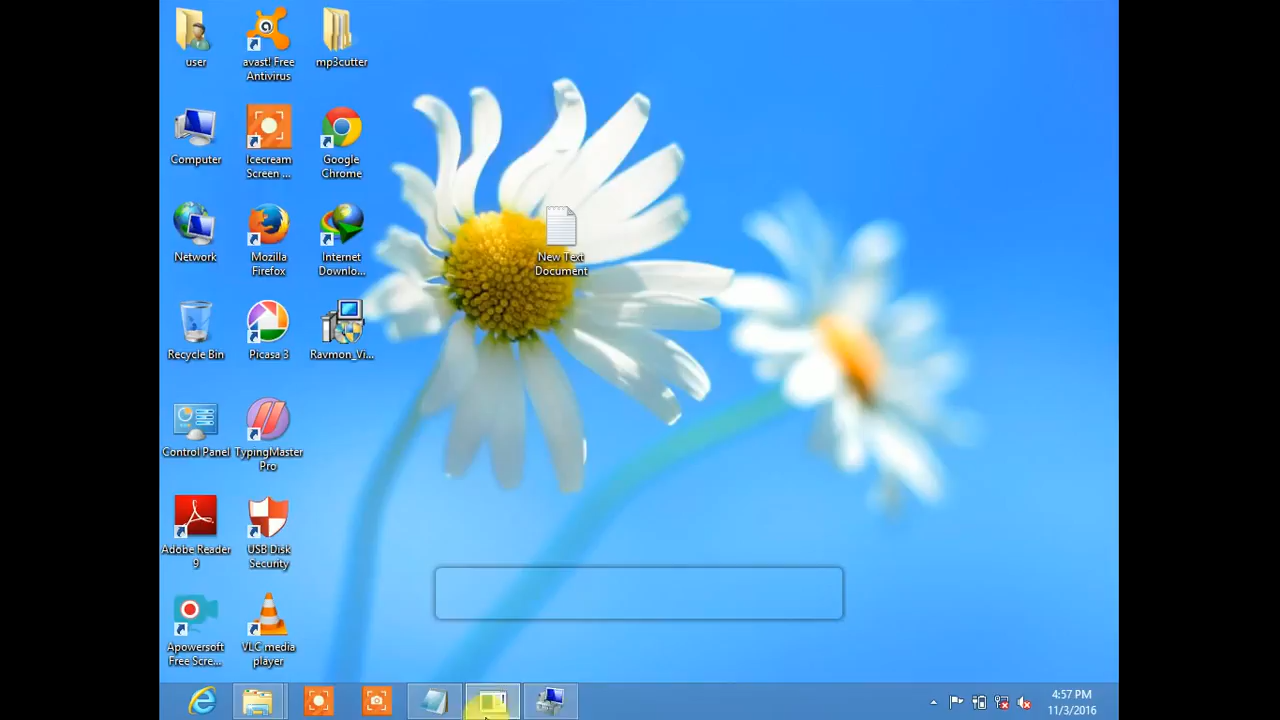 user
avast! Free
Antivirus
mp3cutter
Computer
Icecream
Screen ...
Google
Chrome
Network
Mozilla
Firefox
Internet
Downlo...
New Text
Document
Recycle Bin
Picasa 3
Ravmon_Vi...
Control Panel
TypingMaster
Pro
Adobe Reader
9
USB Disk
Security
Apowersoft
Free Scre...
VLC media
player
4:57 PM
11/3/2016